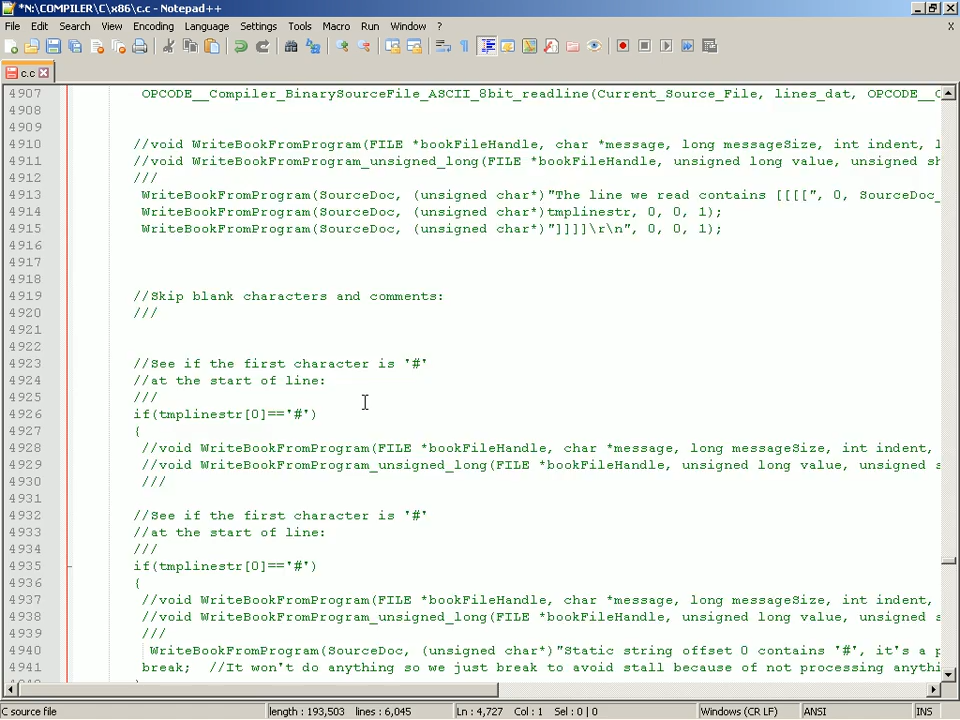 *N:\COMPILER\C\x86\c.c - Notepad++
File Edit Search View Encoding Language Settings Tools Macro Run Window ? X
c.c
4907 OPCODE__Compiler_BinarySourceFile_ASCII_8bit_readline(Current_Source_File, lines_dat, OPCODE__C
4908
4909
4910 //void WriteBookFromProgram(FILE *bookFileHandle, char *message, long messageSize, int indent, l
4911 //void WriteBookFromProgram_unsigned_long(FILE *bookFileHandle, unsigned long value, unsigned sh
4912 ///
4913 WriteBookFromProgram(SourceDoc, (unsigned char*)"The line we read contains [[[[", 0, SourceDoc_
4914 WriteBookFromProgram(SourceDoc, (unsigned char*)tmplinestr, 0, 0, 1);
4915 WriteBookFromProgram(SourceDoc, (unsigned char*)"]]]]\r\n", 0, 0, 1);
4916
4917
4918
4919 //Skip blank characters and comments:
4920 ///
4921
4922
4923 //See if the first character is '#'
4924 //at the start of line:
4925 ///
4926 if(tmplinestr[0]=='#')
4927 {
4928 //void WriteBookFromProgram(FILE *bookFileHandle, char *message, long messageSize, int indent,
4929 //void WriteBookFromProgram_unsigned_long(FILE *bookFileHandle, unsigned long value, unsigned s
4930 ///
4931
4932 //See if the first character is '#'
4933 //at the start of line:
4934 ///
4935 if(tmplinestr[0]=='#')
4936 {
4937 //void WriteBookFromProgram(FILE *bookFileHandle, char *message, long messageSize, int indent,
4938 //void WriteBookFromProgram_unsigned_long(FILE *bookFileHandle, unsigned long value, unsigned s
4939 ///
4940 WriteBookFromProgram(SourceDoc, (unsigned char*)"Static string offset 0 contains '#', it's a p
4941 break; //It won't do anything so we just break to avoid stall because of not processing anythi
C source file length : 193,503 lines : 6,045 Ln : 4,727 Col : 1 Sel : 0 | 0 Windows (CR LF) ANSI INS